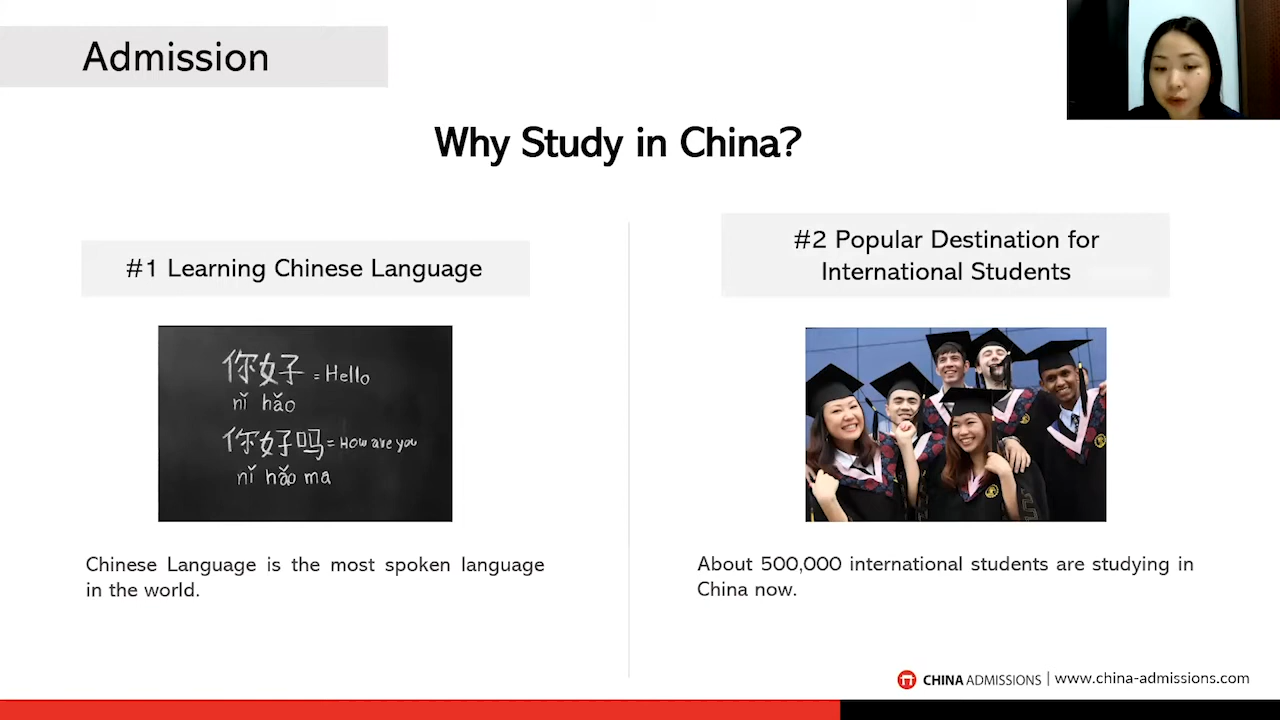 Admission
Why Study in China?
#1 Learning Chinese Language
你好 = Hello
nǐ hǎo
你好吗 = How are you
nǐ hǎo ma
Chinese Language is the most spoken language
in the world.
#2 Popular Destination for
International Students
About 500,000 international students are studying in
China now.
CHINA ADMISSIONS | www.china-admissions.com